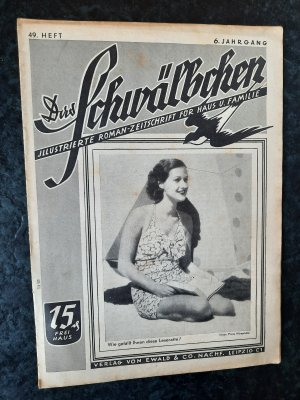 49. HEFT
6. JAHRGANG
Das Schwälbchen
JLLUSTRIERTE ROMAN-ZEITSCHRIFT FÜR HAUS U. FAMILIE
15.₰
FREI
HAUS
Wie gefällt Ihnen diese Leseratte?
VERLAG VON EWALD & CO. NACHF. LEIPZIG C1